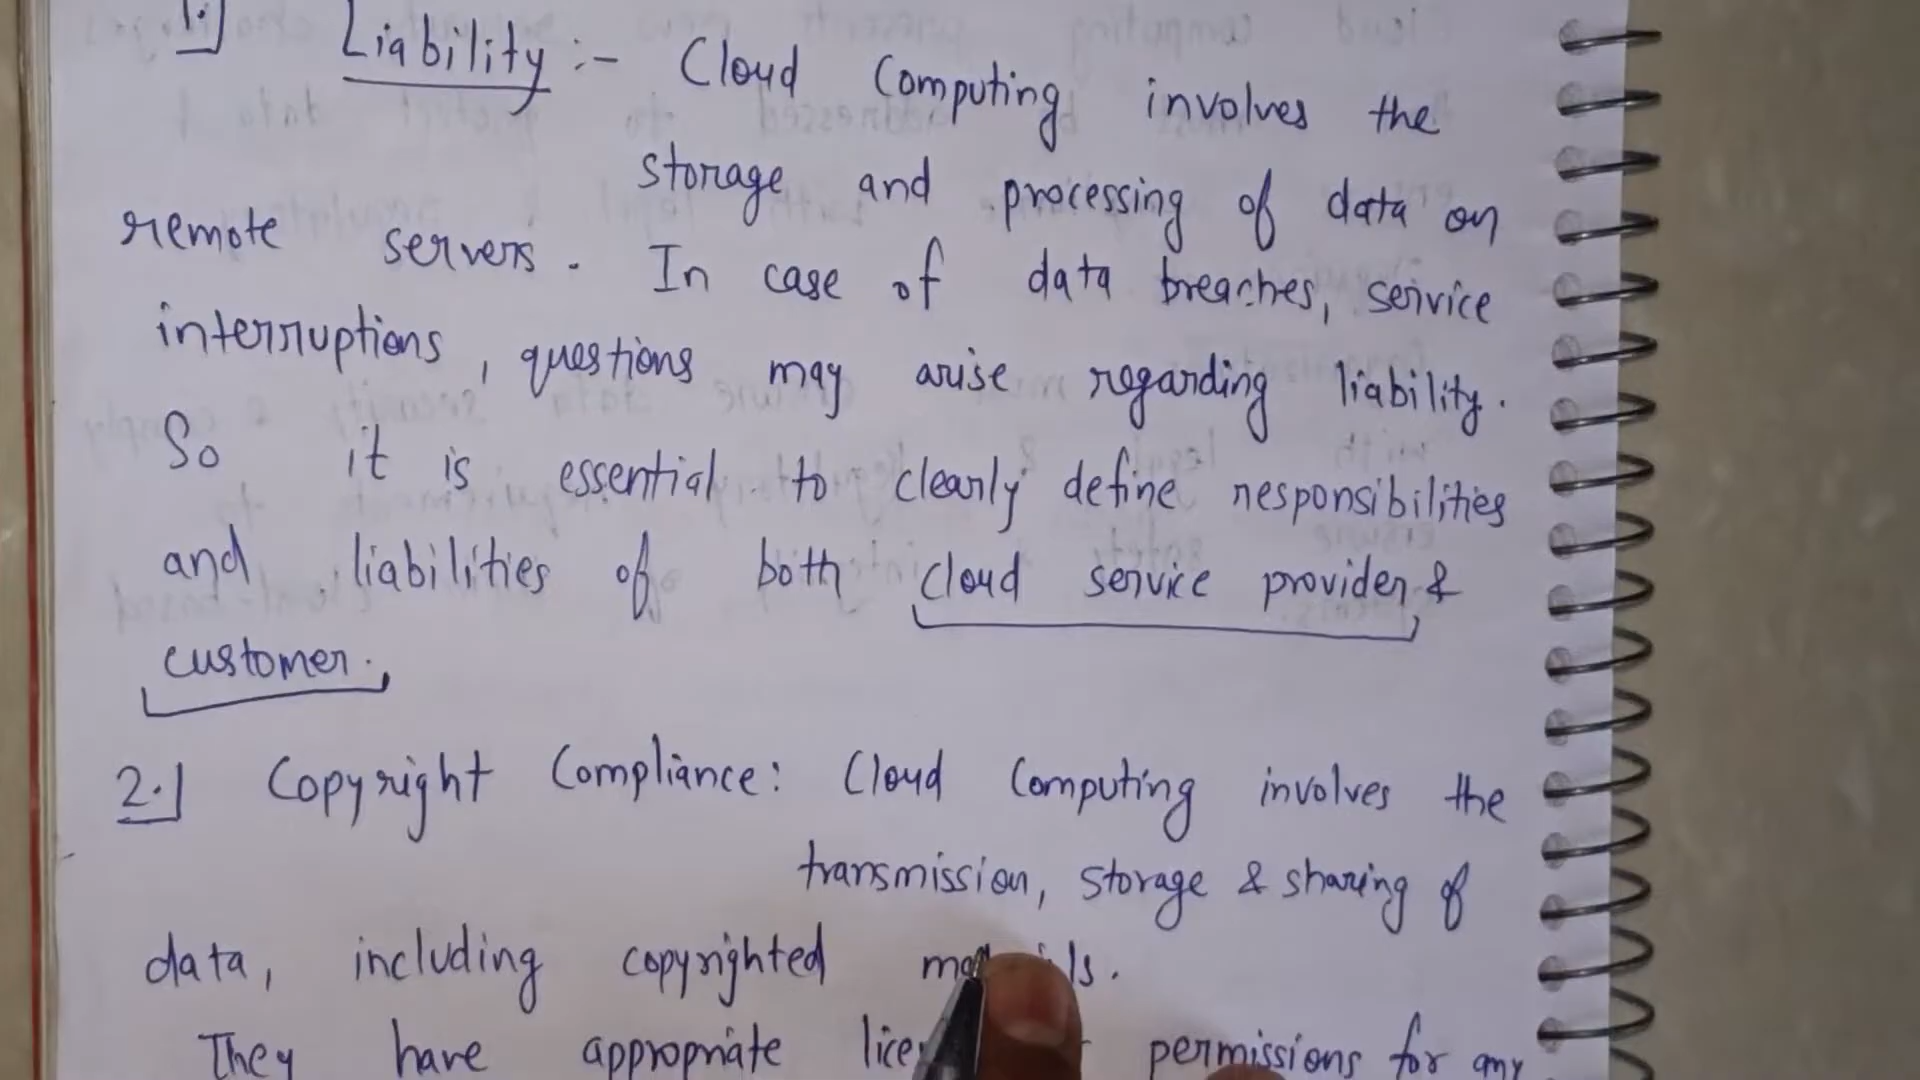 1.] Liability :- Cloud Computing involves the
storage and processing of data on
remote servers. In case of data breaches, service
interruptions, questions may arise regarding liability.
So it is essential to clearly define responsibilities
and liabilities of both cloud service provider &
customer.
2.] Copyright Compliance: Cloud Computing involves the
transmission, storage & sharing of
data, including copyrighted
They have appropriate permissions for any